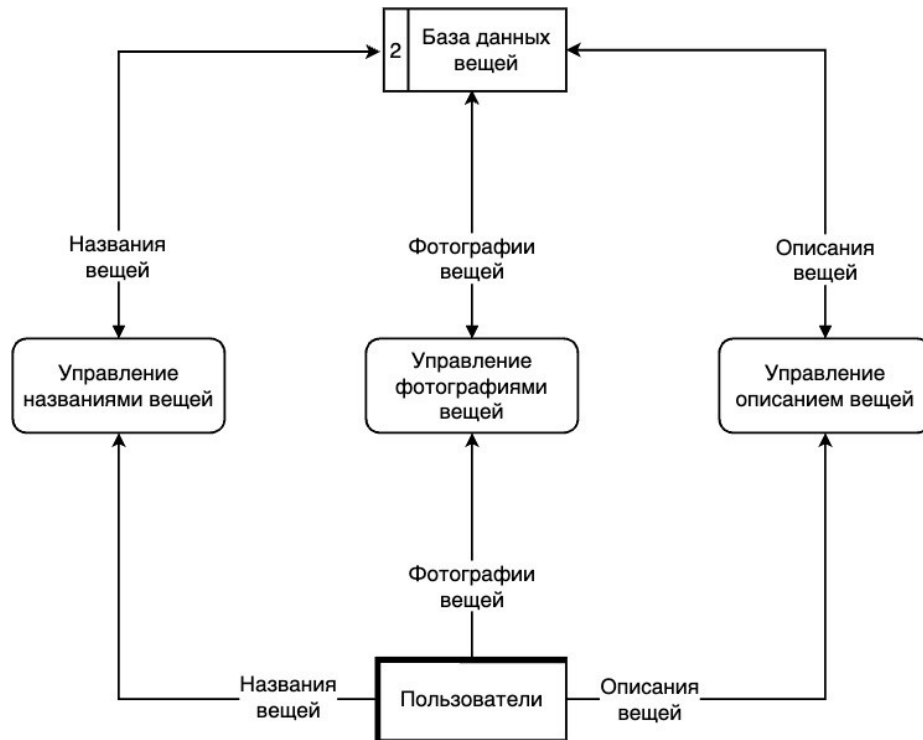 2
База данных
вещей
Названия
вещей
Фотографии
вещей
Описания
вещей
Управление
названиями вещей
Управление
фотографиями
вещей
Управление
описанием вещей
Фотографии
вещей
Названия
вещей
Пользователи
Описания
вещей